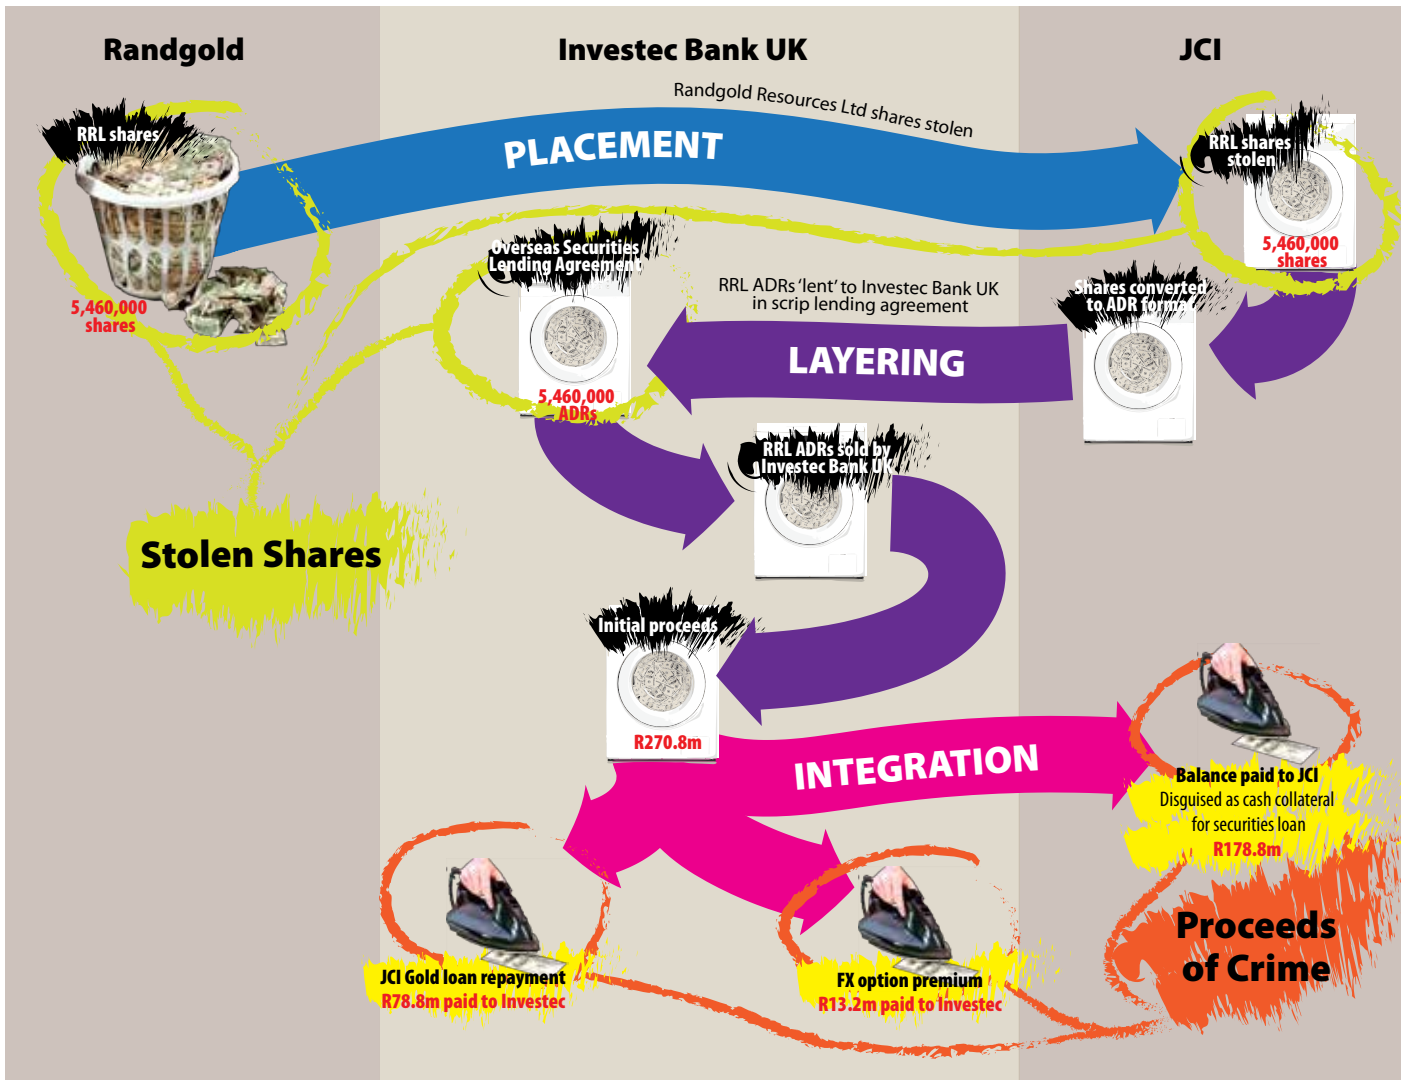 Randgold
Investec Bank UK
JCI
Randgold Resources Ltd shares stolen
PLACEMENT
RRL shares
5,460,000
shares
RRL shares
stolen
5,460,000
shares
Overseas Securities
Lending Agreement
5,460,000
ADRs
RRL ADRs 'lent' to Investec Bank UK
in scrip lending agreement
LAYERING
Shares converted
to ADR format
RRL ADRs sold by
Investec Bank UK
Stolen Shares
Initial proceeds
R270.8m
INTEGRATION
Balance paid to JCI
Disguised as cash collateral
for securities loan
R178.8m
JCI Gold loan repayment
R78.8m paid to Investec
FX option premium
R13.2m paid to Investec
Proceeds
of Crime